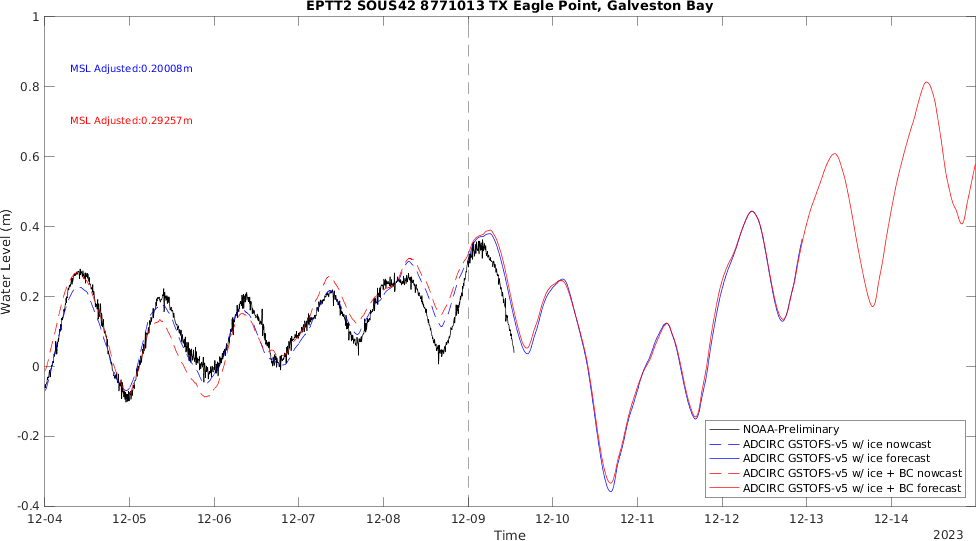 EPTT2 SOUS42 8771013 TX Eagle Point, Galveston Bay
1
0.8
0.6
0.4
0.2
0
-0.2
-0.4
Water Level (m)
MSL Adjusted:0.20008m
MSL Adjusted:0.29257m
NOAA-Preliminary
ADCIRC GSTOFS-v5 w/ ice nowcast
ADCIRC GSTOFS-v5 w/ ice forecast
ADCIRC GSTOFS-v5 w/ ice + BC nowcast
ADCIRC GSTOFS-v5 w/ ice + BC forecast
12-04 12-05 12-06 12-07 12-08 12-09 12-10 12-11 12-12 12-13 12-14
Time
2023